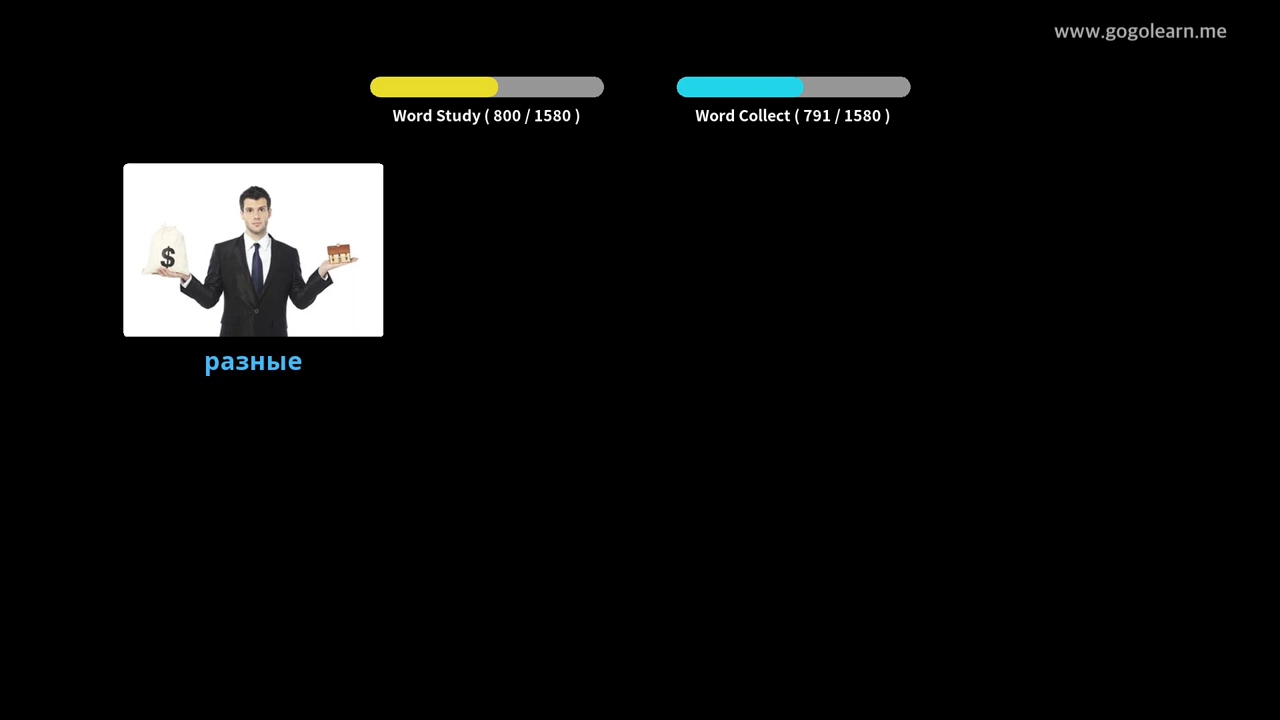 www.gogolearn.me
Word Study ( 800 / 1580 )
Word Collect ( 791 / 1580 )
$
разные